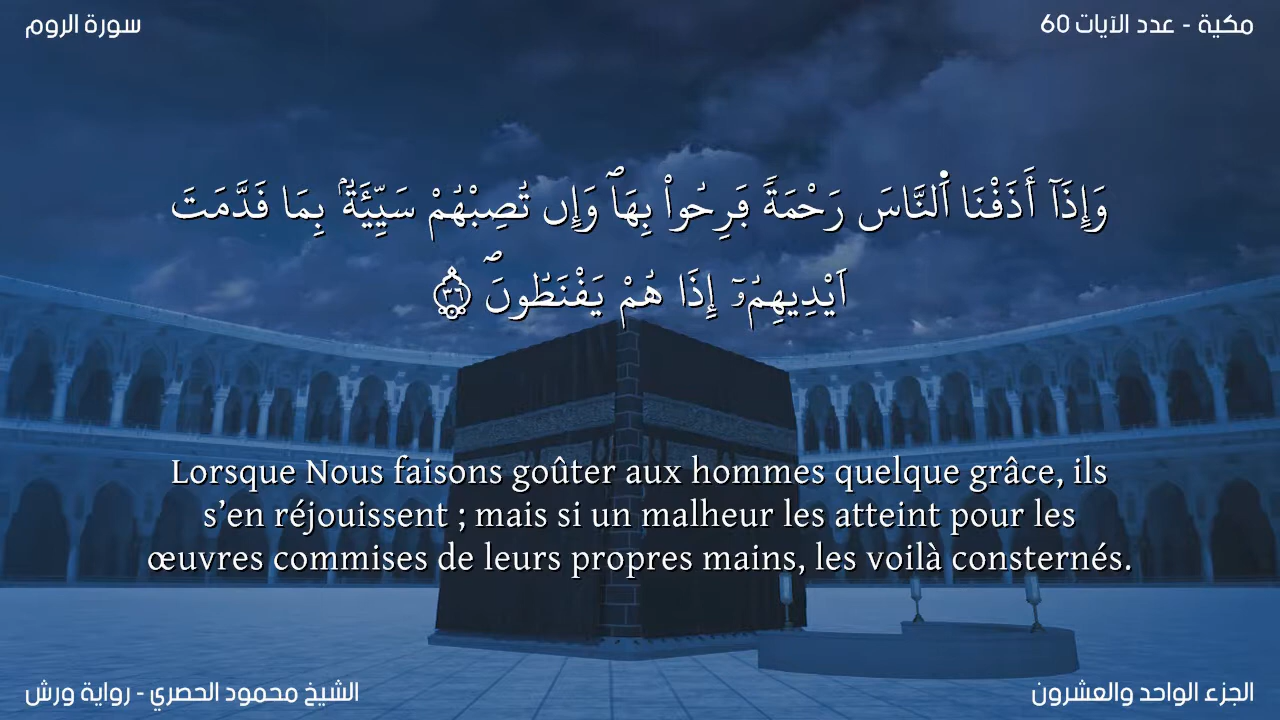 مكية - عدد الآيات 60
سورة الروم
وَإِذَآ أَذَقْنَا اَ۬لنَّاسَ رَحْمَةٗ فَرِحُواْ بِهَاۖ وَإِن تُصِبْهُمْ سَيِّئَةُۢ بِمَا قَدَّمَتَ
اَيْدِيهِمُۥٓ إِذَا هُمْ يَقْنَطُونَۖ ٣٦
Lorsque Nous faisons goûter aux hommes quelque grâce, ils
s’en réjouissent ; mais si un malheur les atteint pour les
œuvres commises de leurs propres mains, les voilà consternés.
الجزء الواحد والعشرون
الشيخ محمود الحصري - رواية ورش